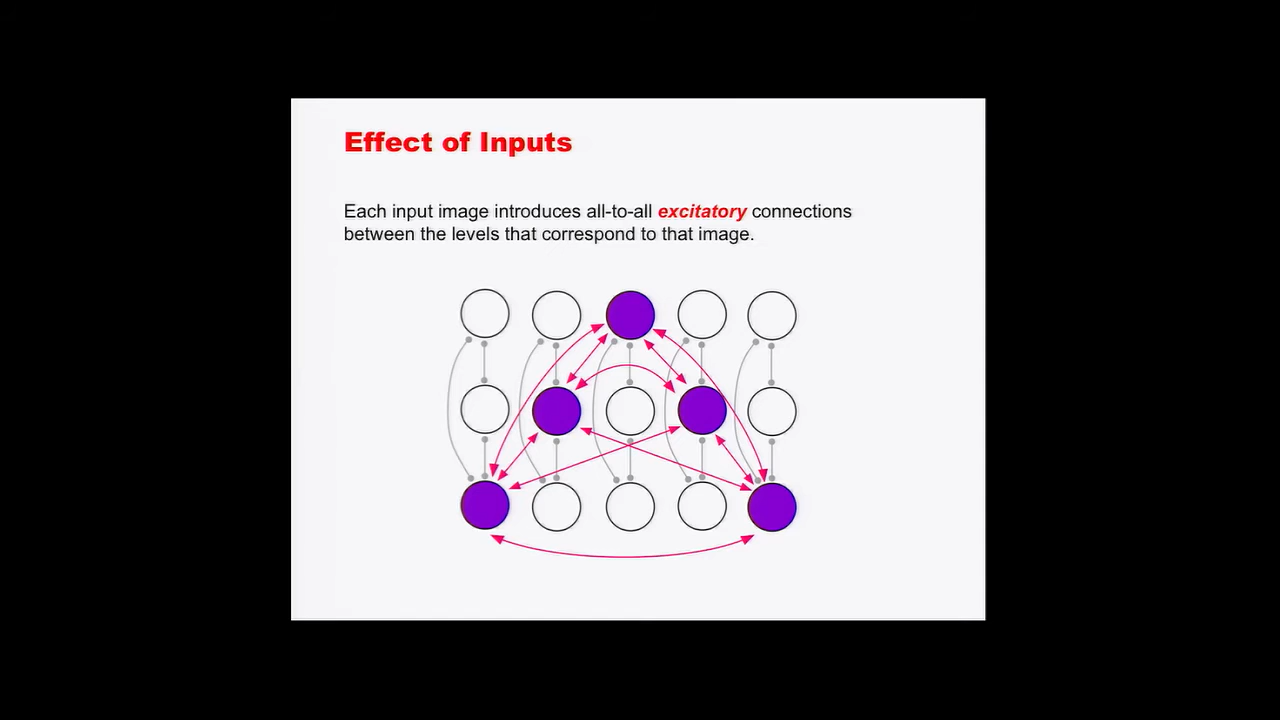 Effect of Inputs
Each input image introduces all-to-all excitatory connections
between the levels that correspond to that image.